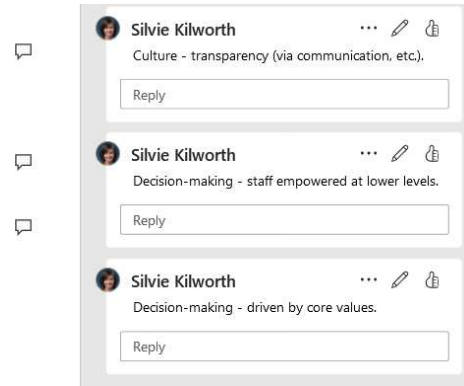 Silvie Kilworth
Culture - transparency (via communication, etc.).
Reply
Silvie Kilworth
Decision-making - staff empowered at lower levels.
Reply
Silvie Kilworth
Decision-making - driven by core values.
Reply